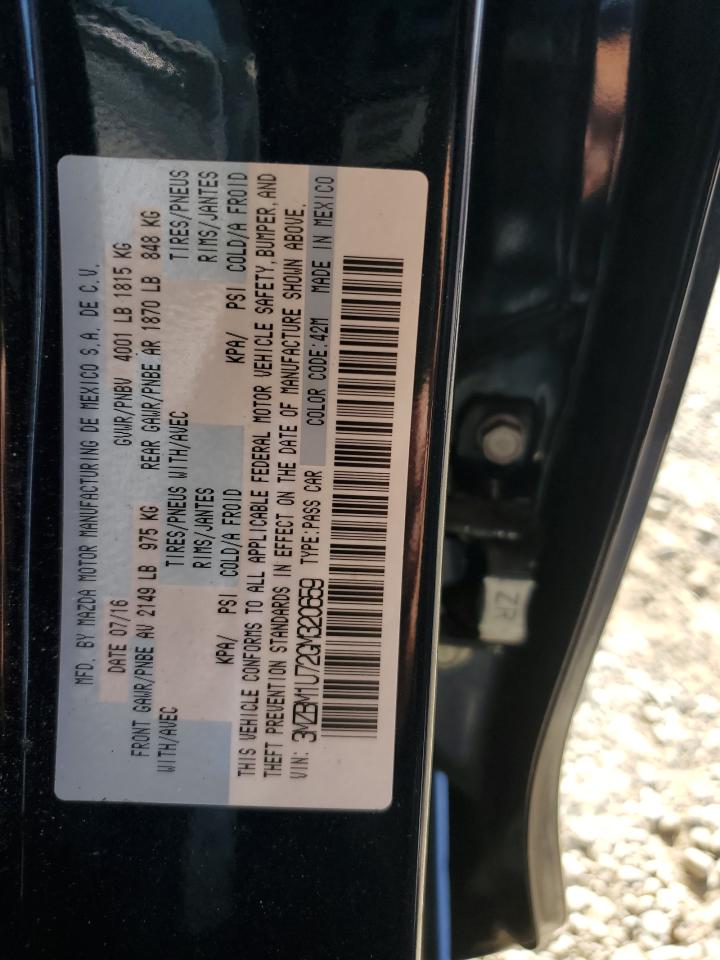 MFD. BY MAZDA MOTOR MANUFACTURING DE MEXICO S.A. DE C.V.
DATE 07/16 GVWR/PNBV 4001 LB 1815 KG
FRONT GAWR/PNBE AV 2149 LB 975 KG REAR GAWR/PNBE AR 1870 LB 848 KG
WITH/AVEC TIRES/PNEUS WITH/AVEC TIRES/PNEUS
RIMS/JANTES RIMS/JANTES
KPA/ PSI COLD/A FROID KPA/ PSI COLD/A FROID
THIS VEHICLE CONFORMS TO ALL APPLICABLE FEDERAL MOTOR VEHICLE SAFETY, BUMPER, AND
THEFT PREVENTION STANDARDS IN EFFECT ON THE DATE OF MANUFACTURE SHOWN ABOVE.
VIN: 3MZBM1U72GM320659 TYPE:PASS CAR COLOR CODE:42M MADE IN MEXICO
ZR